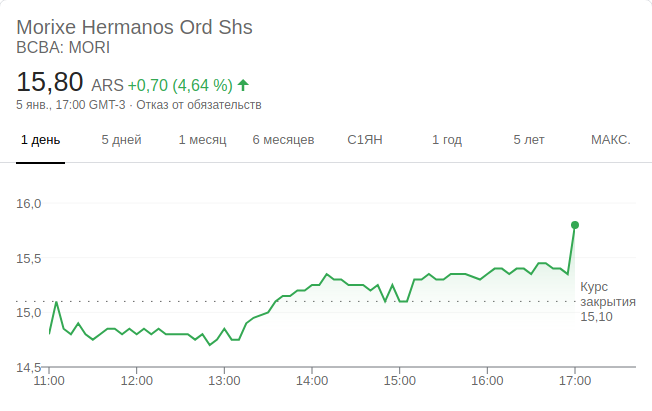 Morixe Hermanos Ord Shs
BCBA: MORI
15,80 ARS +0,70 (4,64 %)
5 янв., 17:00 GMT-3 · Отказ от обязательств
1 день 5 дней 1 месяц 6 месяцев С1ЯН 1 год 5 лет МАКС.
16,0
15,5
15,0
14,5
Курс
закрытия
15,10
11:00 12:00 13:00 14:00 15:00 16:00 17:00